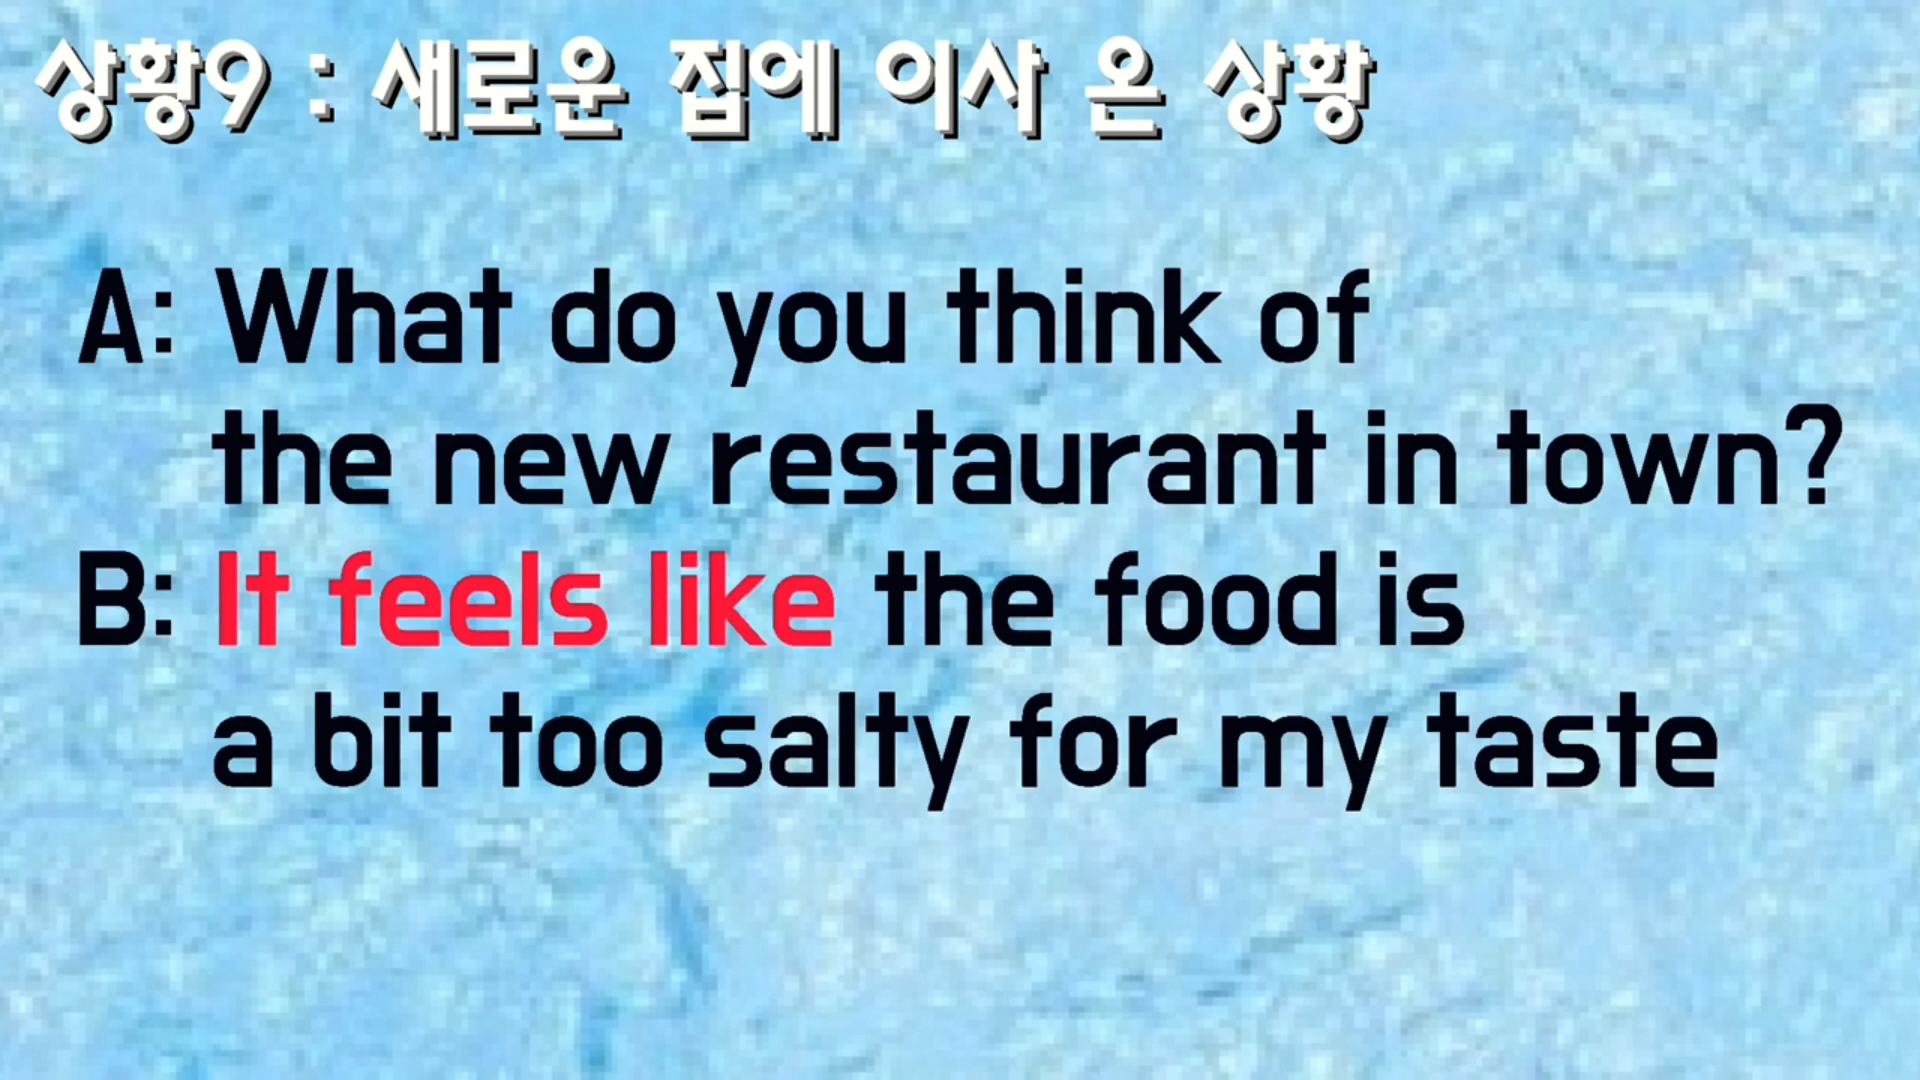 상황9 : 새로운 집에 이사 온 상황
A: What do you think of
the new restaurant in town?
B: It feels like the food is
a bit too salty for my taste